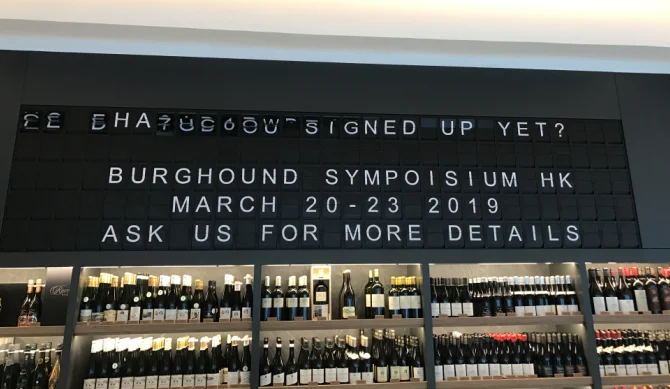 SIGNED UP YET?
BURGHOUND SYMPOISIUM HK
MARCH 20-23 2019
ASK US FOR MORE DETAILS